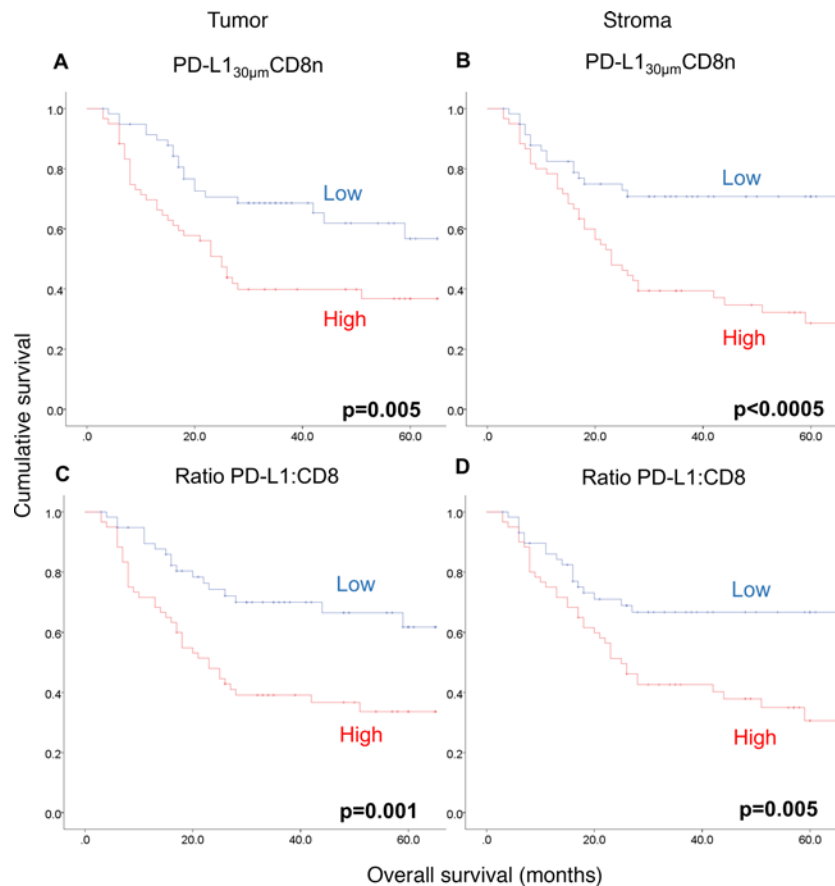 Tumor
Stroma
A
PD-L1₃₀μₘCD8n
B
PD-L1₃₀μₘCD8n
1.0
0.8
0.6
0.4
0.2
0.0
Low
High
p=0.005
.0
20.0
40.0
60.0
1.0
0.8
0.6
0.4
0.2
0.0
Low
High
p<0.0005
.0
20.0
40.0
60.0
Cumulative survival
C
Ratio PD-L1:CD8
D
Ratio PD-L1:CD8
1.0
0.8
0.6
0.4
0.2
0.0
Low
High
p=0.001
.0
20.0
40.0
60.0
1.0
0.8
0.6
0.4
0.2
0.0
Low
High
p=0.005
.0
20.0
40.0
60.0
Overall survival (months)